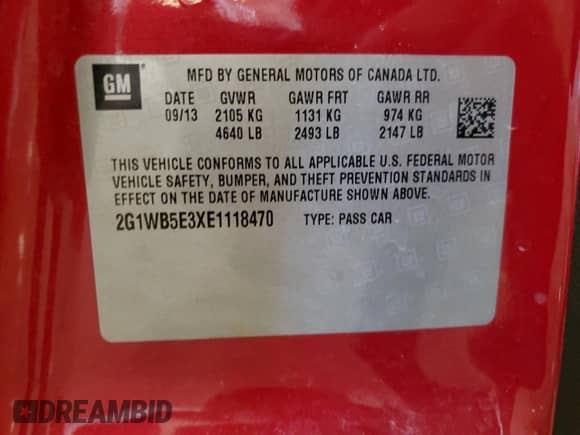 GM
MFD BY GENERAL MOTORS OF CANADA LTD.
DATE GVWR GAWR FRT GAWR RR
09/13 2105 KG 1131 KG 974 KG
4640 LB 2493 LB 2147 LB
THIS VEHICLE CONFORMS TO ALL APPLICABLE U.S. FEDERAL MOTOR
VEHICLE SAFETY, BUMPER, AND THEFT PREVENTION STANDARDS IN
EFFECT ON THE DATE OF MANUFACTURE SHOWN ABOVE.
2G1WB5E3XE1118470 TYPE: PASS CAR
DREAMBID